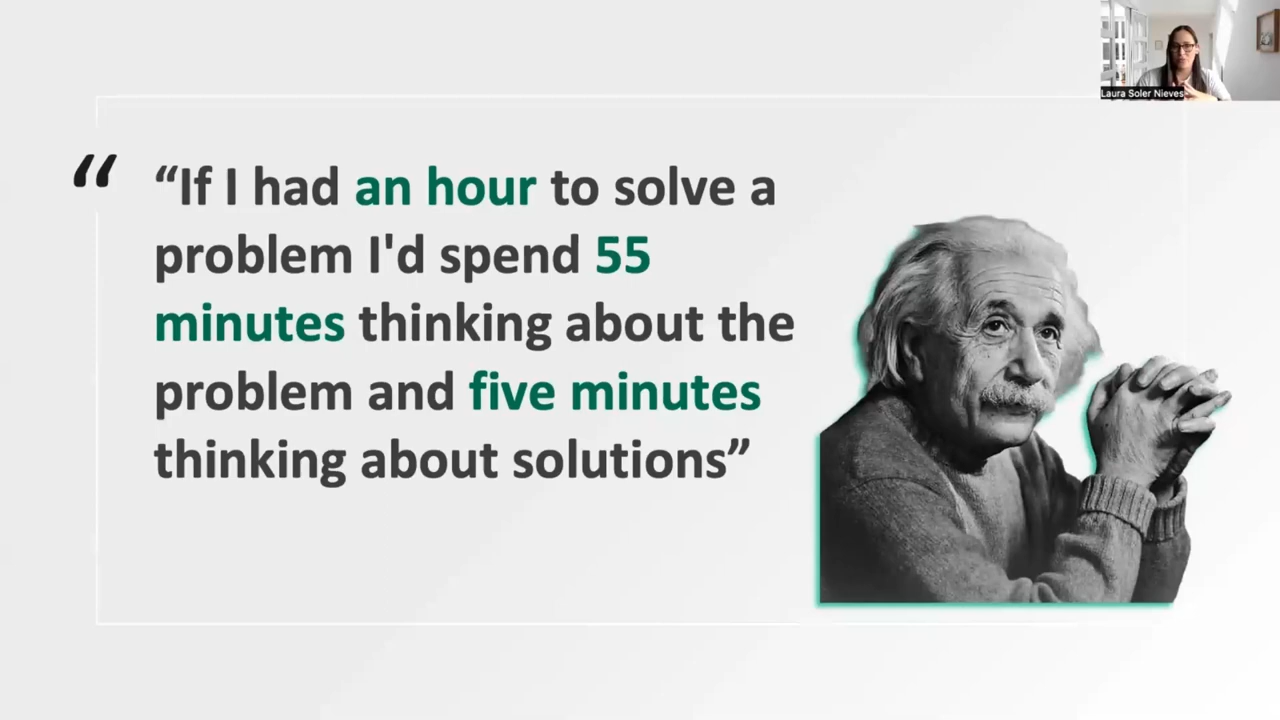 Laura Soler Nieves
“
“If I had an hour to solve a
problem I'd spend 55
minutes thinking about the
problem and five minutes
thinking about solutions”